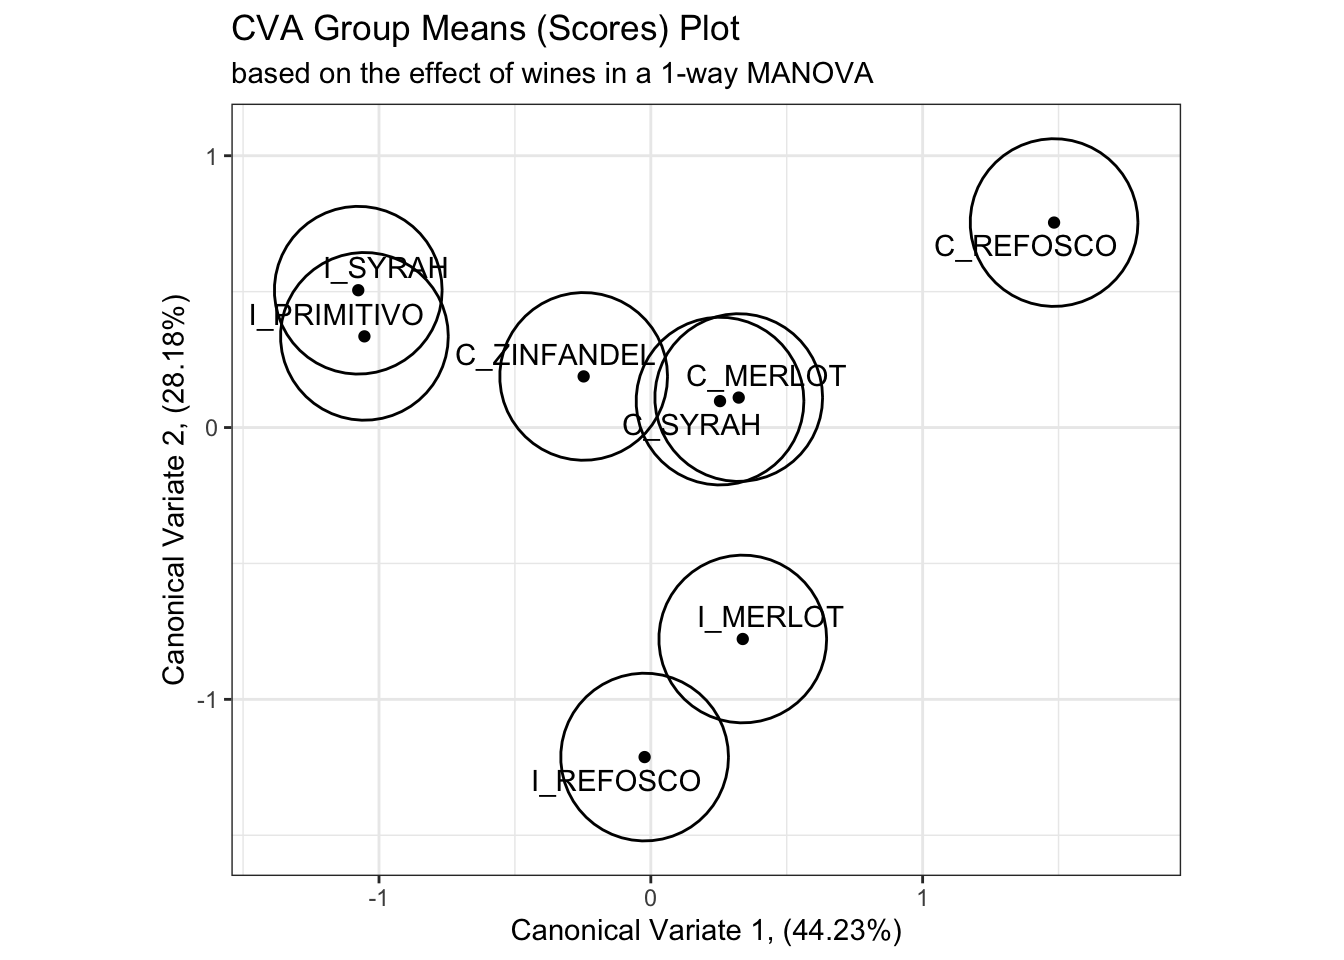 CVA Group Means (Scores) Plot
based on the effect of wines in a 1-way MANOVA
Canonical Variate 2, (28.18%)
1
0
-1
C_REFOSCO
I_SYRAH
I_PRIMITIVO
C_ZINFANDEL
C_MERLOT
C_SYRAH
I_MERLOT
I_REFOSCO
-1 0 1
Canonical Variate 1, (44.23%)